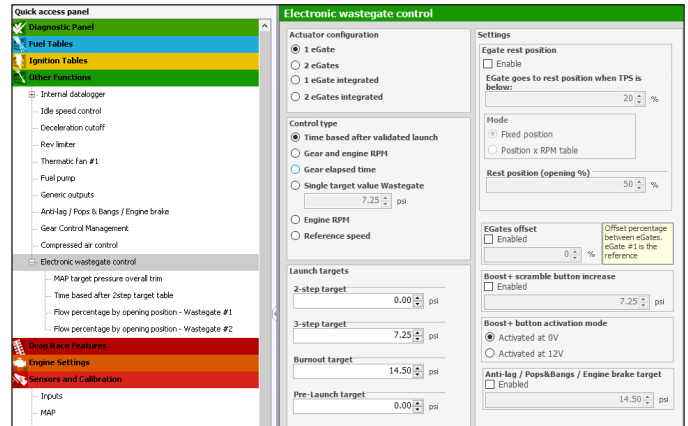 Quick access panel
Diagnostic Panel
Fuel Tables
Ignition Tables
Other Functions
Internal datalogger
Idle speed control
Deceleration cutoff
Rev limiter
Thermatic fan #1
Fuel pump
Generic outputs
Anti-lag / Pops & Bangs / Engine brake
Gear Control Management
Compressed air control
Electronic wastegate control
MAP target pressure overall trim
Time based after 2step target table
Flow percentage by opening position - Wastegate #1
Flow percentage by opening position - Wastegate #2
Drag Race Features
Engine Settings
Sensors and Calibration
Inputs
MAP
Electronic wastegate control
Actuator configuration
1 eGate
2 eGates
1 eGate integrated
2 eGates integrated
Control type
Time based after validated launch
Gear and engine RPM
Gear elapsed time
Single target value Wastegate
7.25 psi
Engine RPM
Reference speed
Launch targets
2-step target
0.00 psi
3-step target
7.25 psi
Burnout target
14.50 psi
Pre-Launch target
0.00 psi
Settings
Egate rest position
Enable
EGate goes to rest position when TPS is
below:
20 %
Mode
Fixed position
Position x RPM table
Rest position (opening %)
50 %
EGates offset
Enabled
0 %
Offset percentage
between eGates.
eGate #1 is the
reference
Boost+ scramble button increase
Enabled
7.25 psi
Boost+ button activation mode
Activated at 0V
Activated at 12V
Anti-lag / Pops&Bangs / Engine brake target
Enabled
14.50 psi